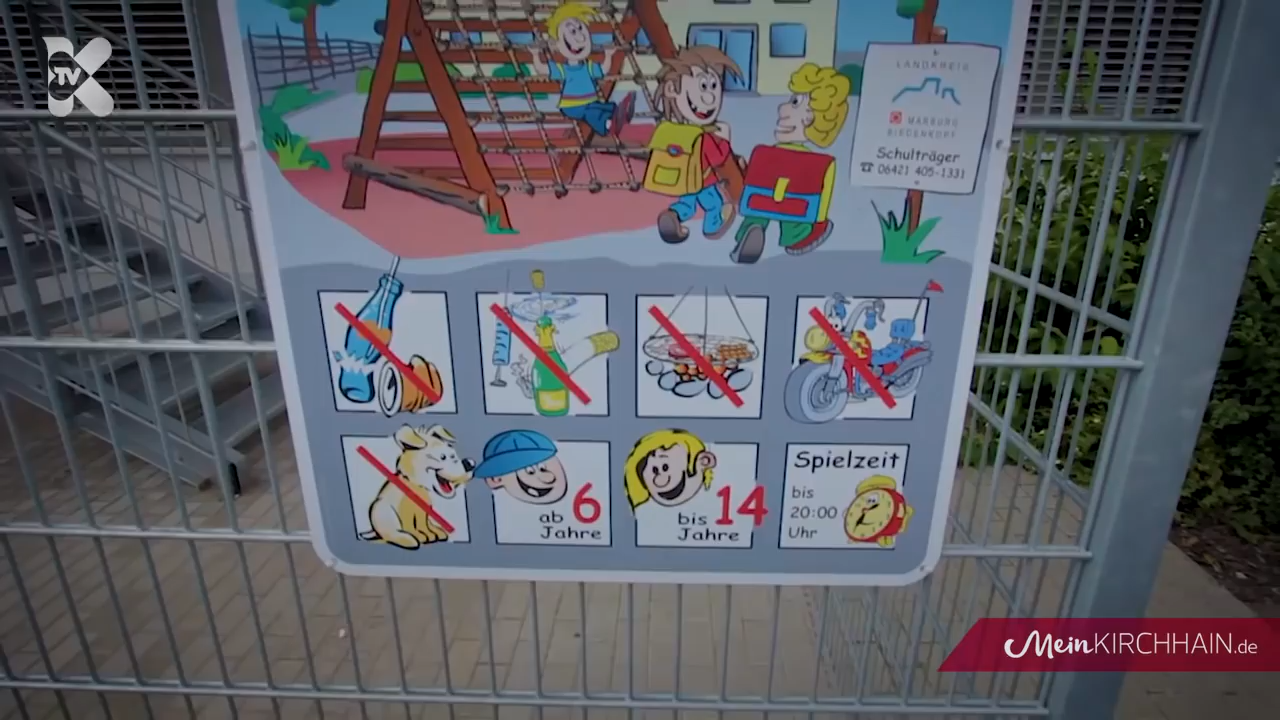 TV
LANDKREIS
MARBURG
BIEDENKOPF
Schulträger
☎ 06421 405-1331
ab 6
Jahre
bis 14
Jahre
Spielzeit
bis
20:00
Uhr
MeinKIRCHHAIN.de